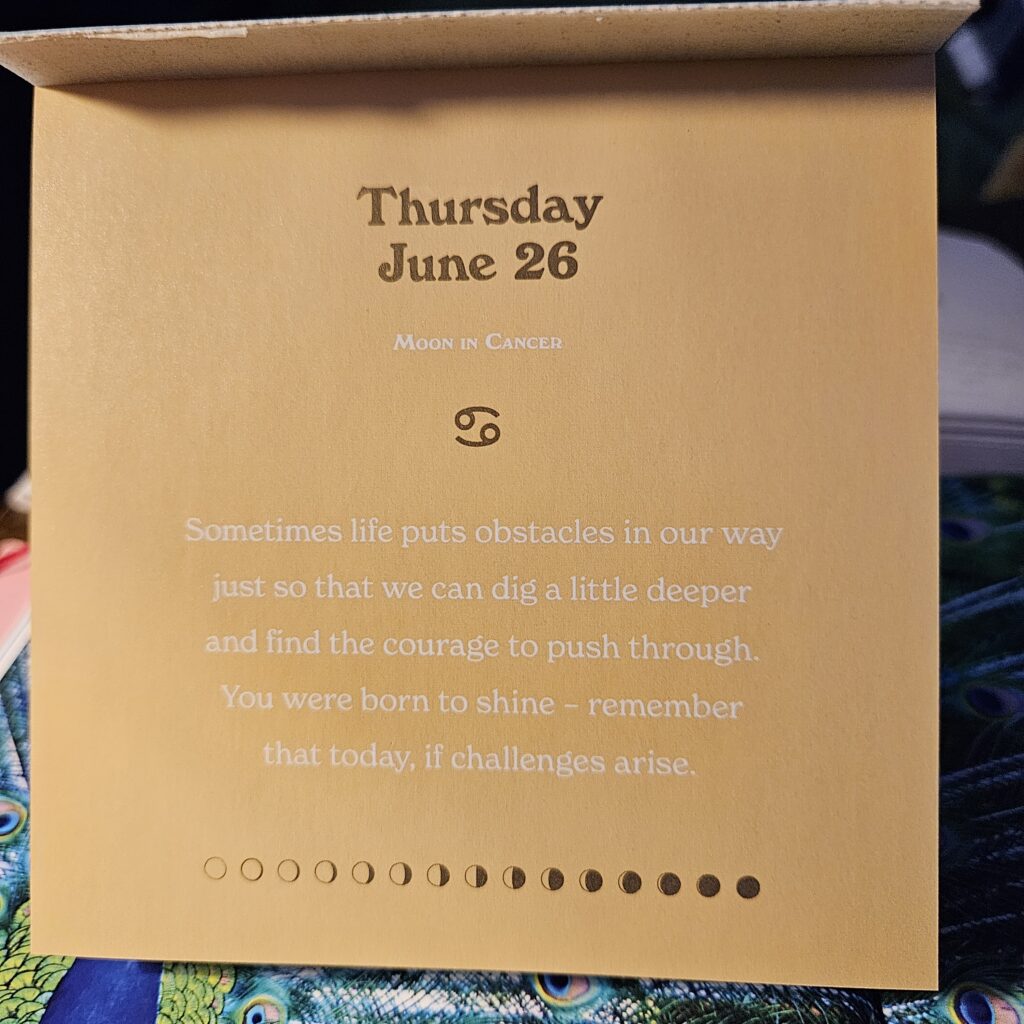 Thursday
June 26
Moon in Cancer
Sometimes life puts obstacles in our way
just so that we can dig a little deeper
and find the courage to push through.
You were born to shine – remember
that today, if challenges arise.